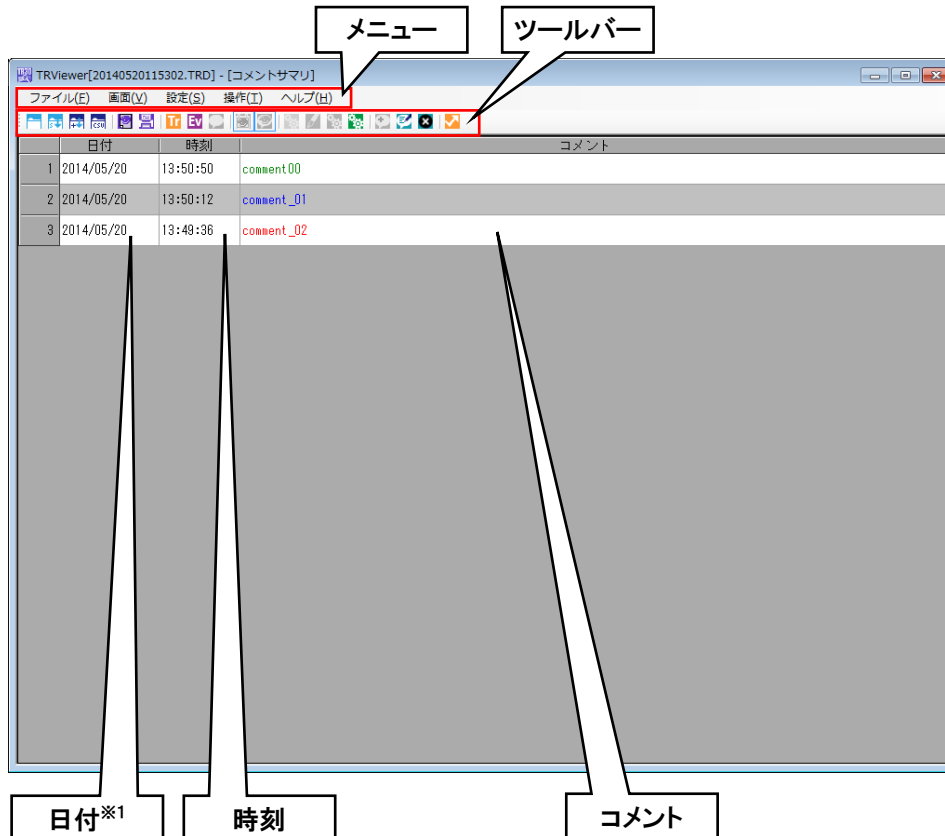 メニュー
ツールバー
TRViewer[20140520115302.TRD] - [コメントサマリ]
ファイル(F) 画面(V) 設定(S) 操作(T) ヘルプ(H)
csv Tr Ev
日付 時刻 コメント
1 2014/05/20 13:50:50 comment00
2 2014/05/20 13:50:12 comment_01
3 2014/05/20 13:49:36 comment_02
日付※1
時刻
コメント